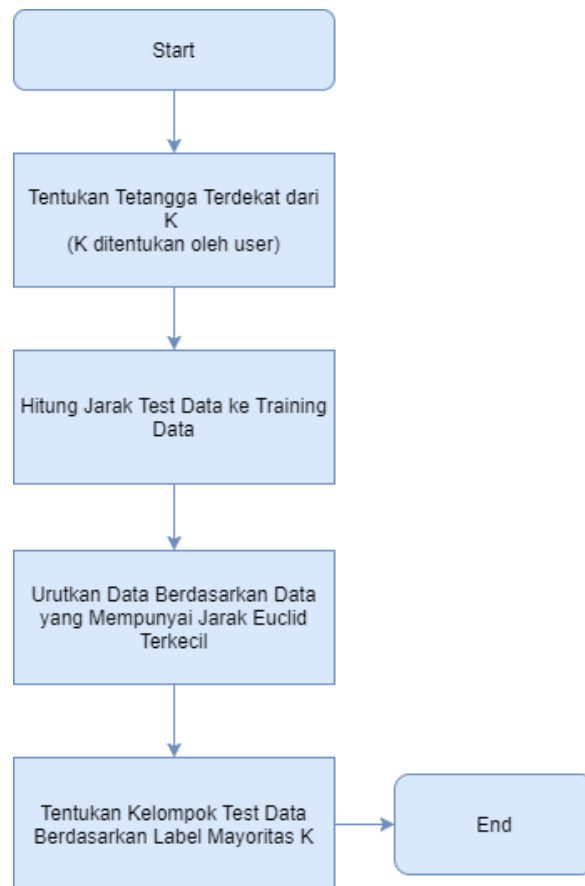 Start
Tentukan Tetangga Terdekat dari
K
(K ditentukan oleh user)
Hitung Jarak Test Data ke Training
Data
Urutkan Data Berdasarkan Data
yang Mempunyai Jarak Euclid
Terkecil
Tentukan Kelompok Test Data
Berdasarkan Label Mayoritas K
End